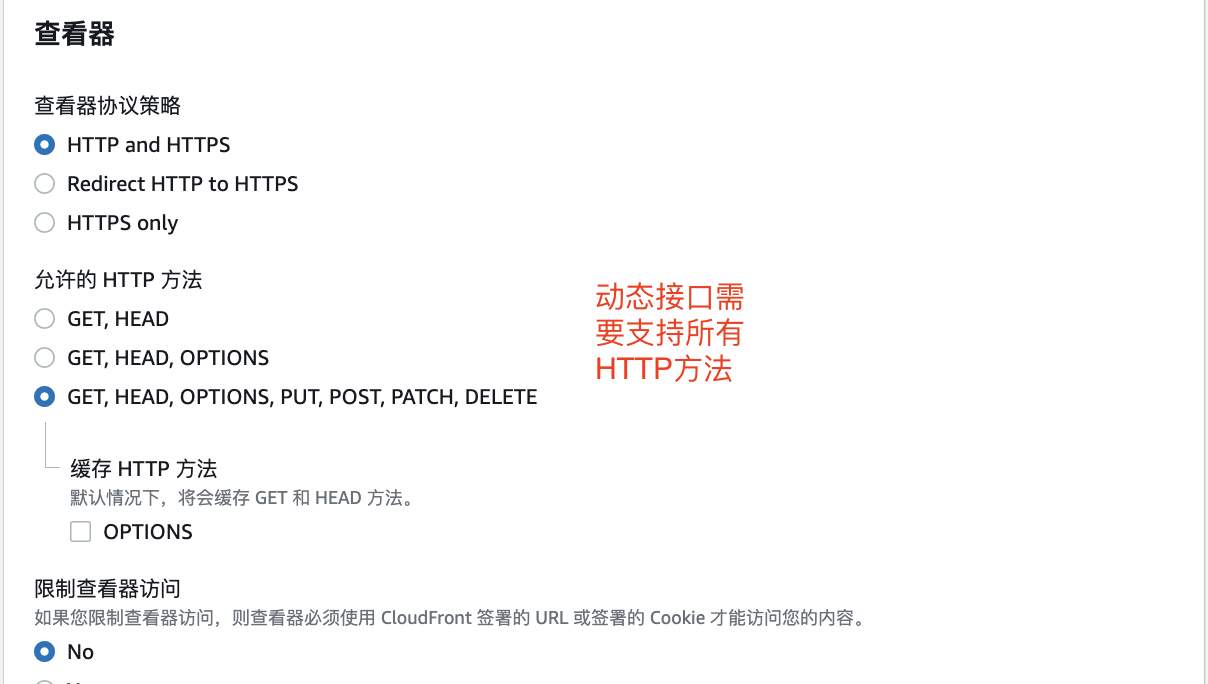 查看器
查看器协议策略
HTTP and HTTPS
Redirect HTTP to HTTPS
HTTPS only
允许的 HTTP 方法
GET, HEAD
GET, HEAD, OPTIONS
GET, HEAD, OPTIONS, PUT, POST, PATCH, DELETE
动态接口需
要支持所有
HTTP方法
缓存 HTTP 方法
默认情况下，将会缓存 GET 和 HEAD 方法。
OPTIONS
限制查看器访问
如果您限制查看器访问，则查看器必须使用 CloudFront 签署的 URL 或签署的 Cookie 才能访问您的内容。
No